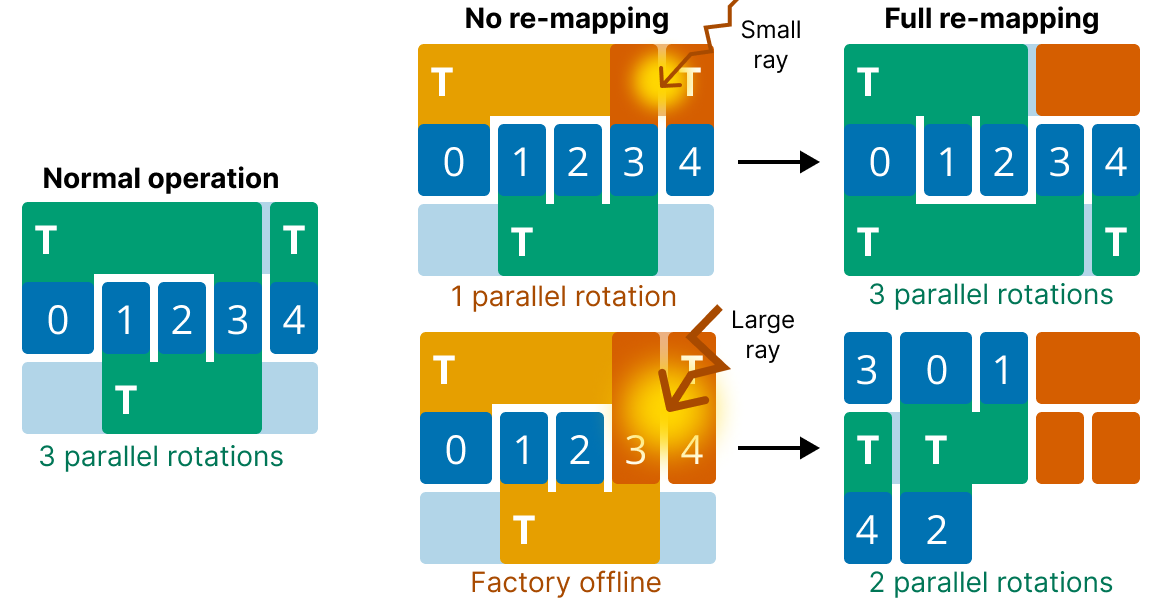 Normal operation
T T
0 1 2 3 4
T
3 parallel rotations
No re-mapping
Small
ray
T T
0 1 2 3 4
T
1 parallel rotation
Full re-mapping
T
0 1 2 3 4
T T
3 parallel rotations
Large
ray
T T
0 1 2 3 4
T
Factory offline
3 0 1
T T
4 2
2 parallel rotations